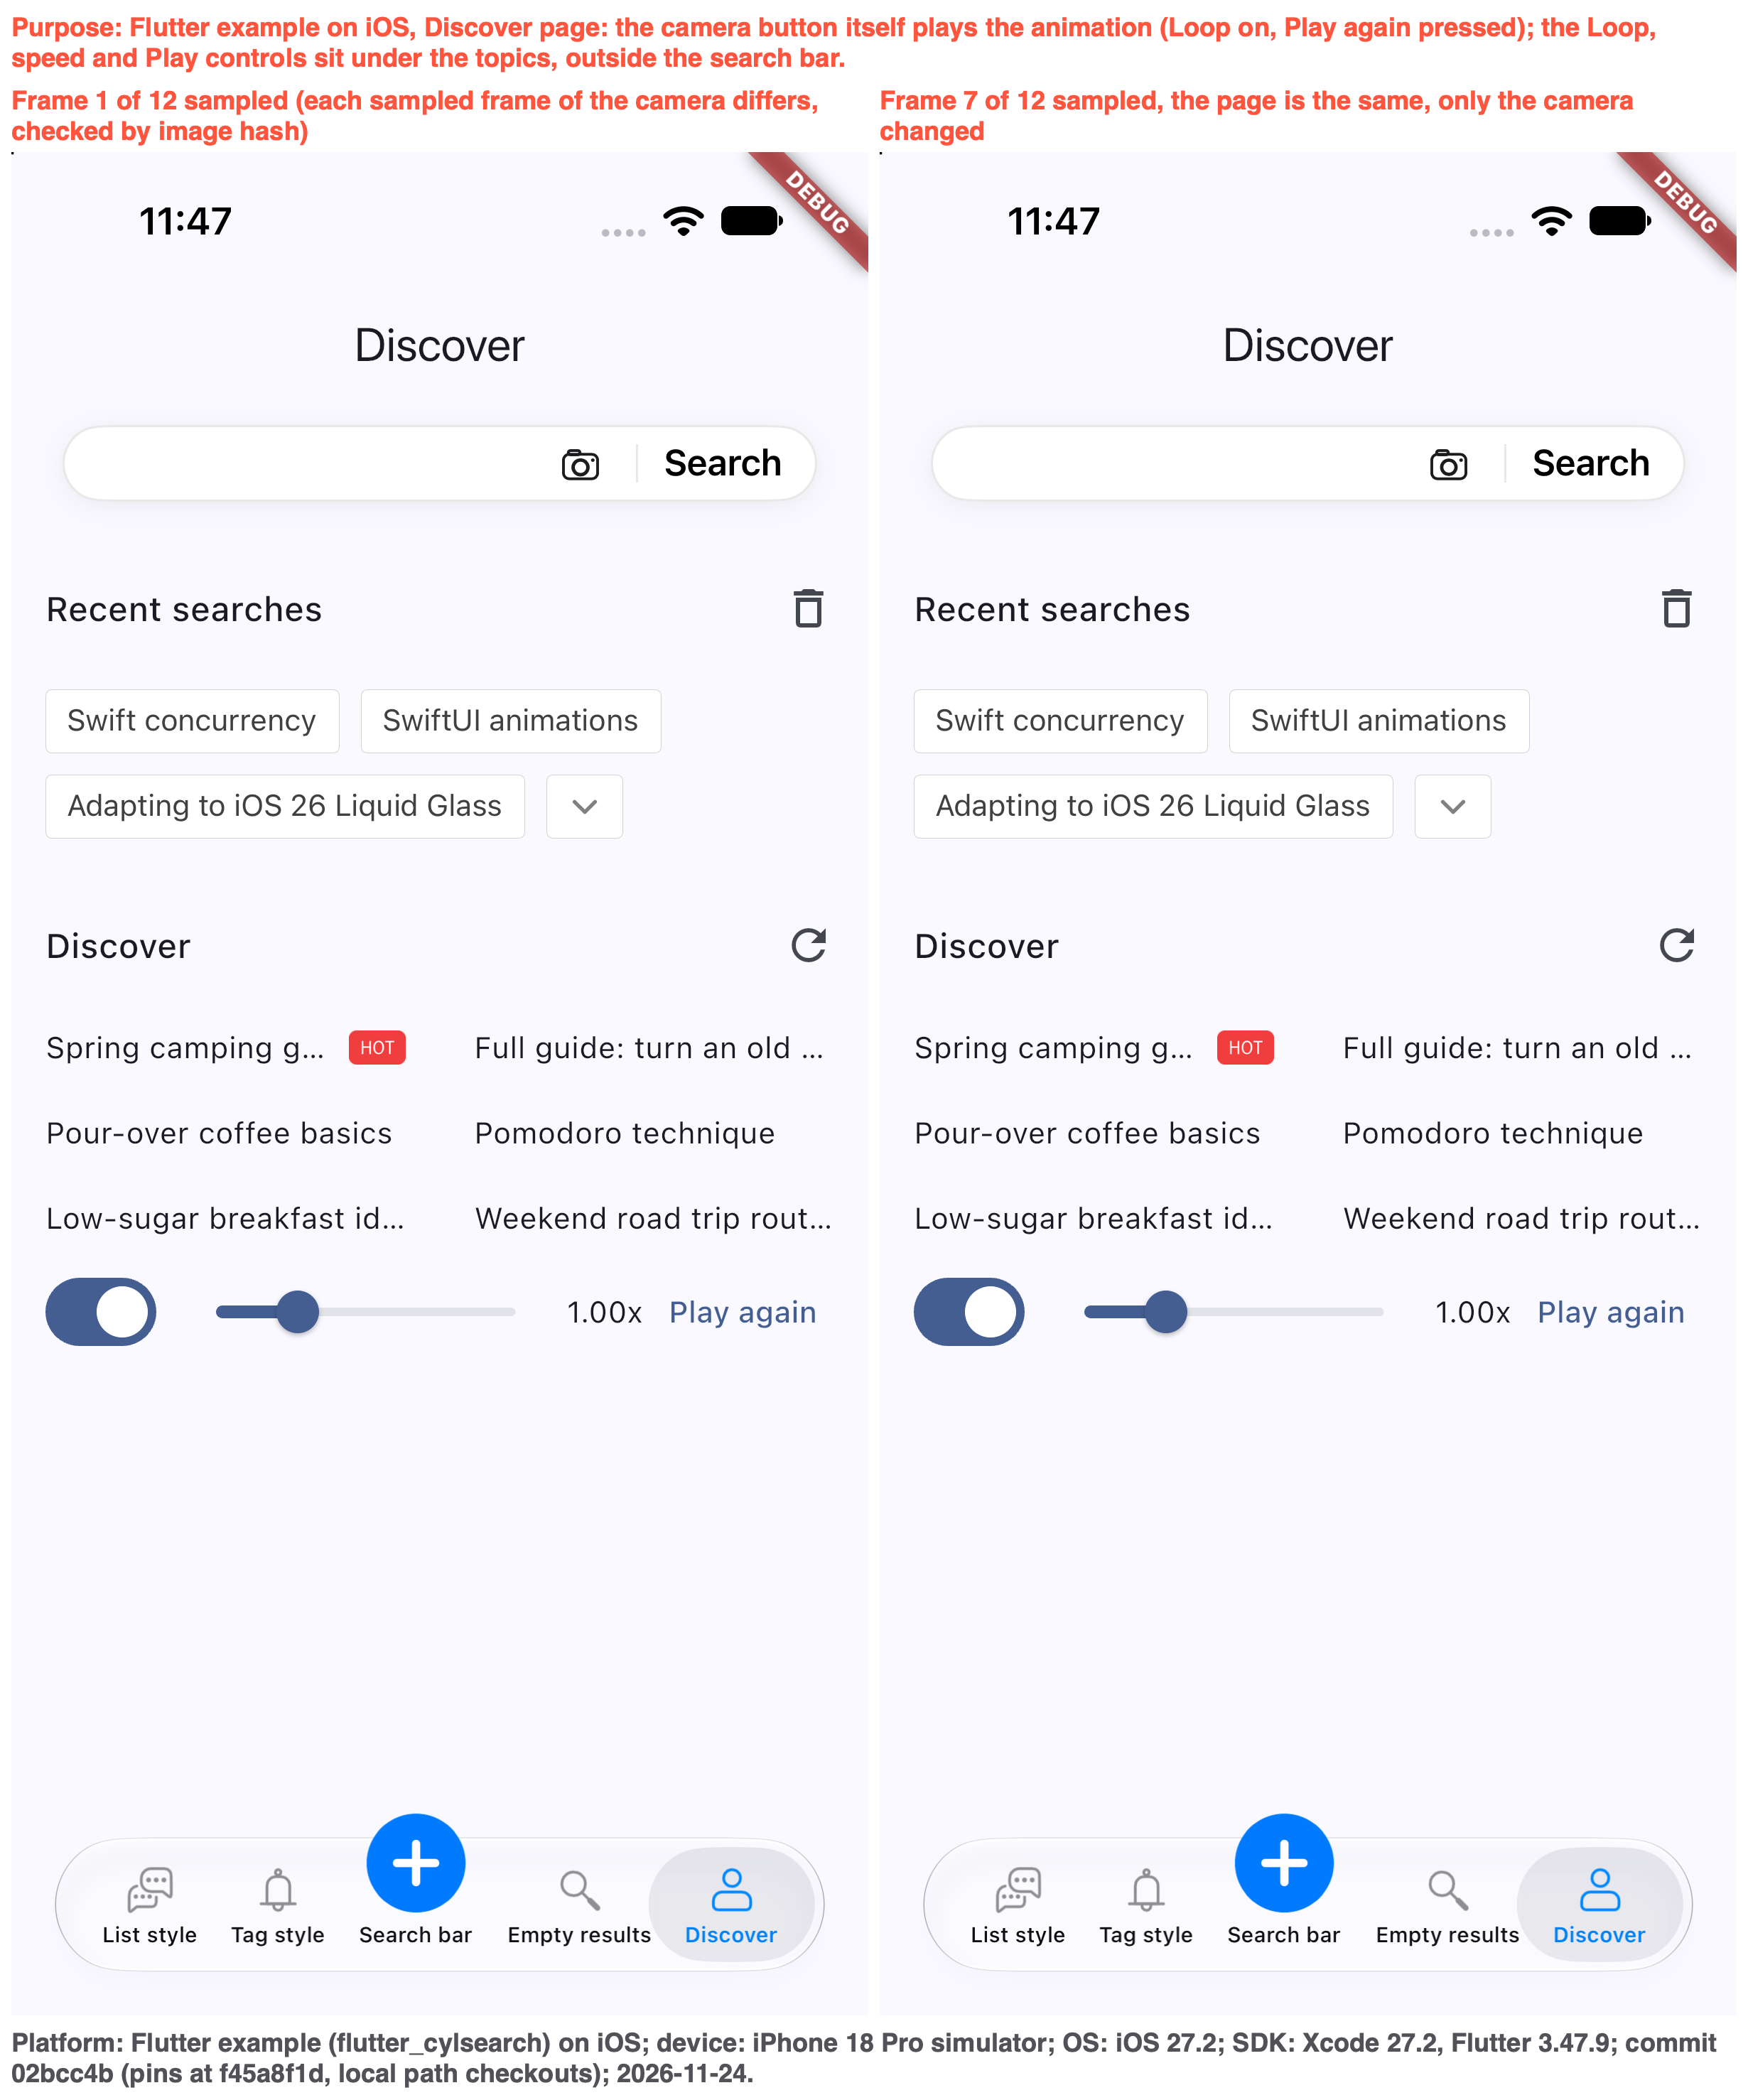 Purpose: Flutter example on iOS, Discover page: the camera button itself plays the animation (Loop on, Play again pressed); the Loop,
speed and Play controls sit under the topics, outside the search bar.
Frame 1 of 12 sampled (each sampled frame of the camera differs,
checked by image hash)
Frame 7 of 12 sampled, the page is the same, only the camera
changed
11:47
DEBUG
Discover
Search
Recent searches
Swift concurrency
SwiftUI animations
Adapting to iOS 26 Liquid Glass
Discover
Spring camping g...
HOT
Full guide: turn an old ...
Pour-over coffee basics
Pomodoro technique
Low-sugar breakfast id...
Weekend road trip rout...
1.00x
Play again
List style
Tag style
Search bar
Empty results
Discover
11:47
DEBUG
Discover
Search
Recent searches
Swift concurrency
SwiftUI animations
Adapting to iOS 26 Liquid Glass
Discover
Spring camping g...
HOT
Full guide: turn an old ...
Pour-over coffee basics
Pomodoro technique
Low-sugar breakfast id...
Weekend road trip rout...
1.00x
Play again
List style
Tag style
Search bar
Empty results
Discover
Platform: Flutter example (flutter_cylsearch) on iOS; device: iPhone 18 Pro simulator; OS: iOS 27.2; SDK: Xcode 27.2, Flutter 3.47.9; commit
02bcc4b (pins at f45a8f1d, local path checkouts); 2026-11-24.